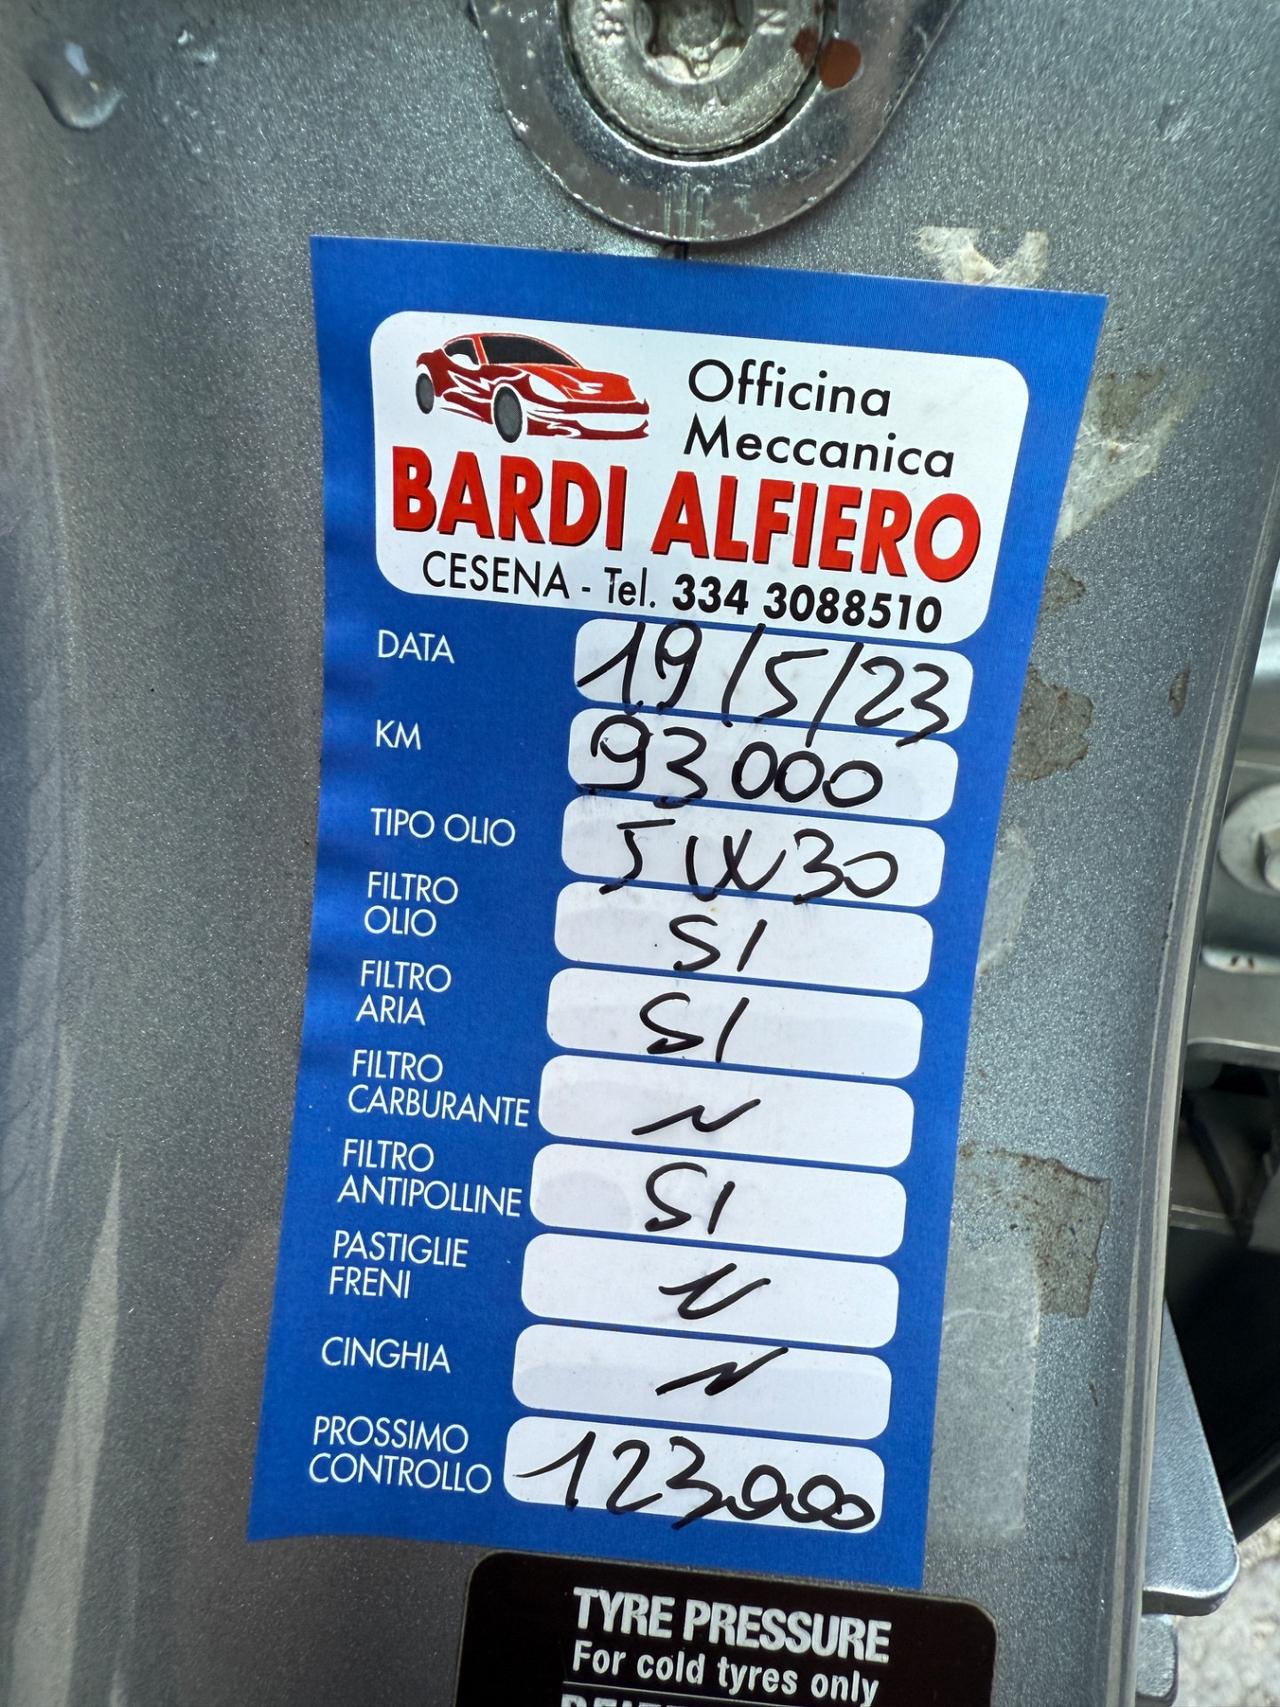 Officina
Meccanica
BARDI ALFIERO
CESENA - Tel. 334 3088510
DATA 19/5/23
KM 93000
TIPO OLIO 5W30
FILTRO
OLIO SI
FILTRO
ARIA SI
FILTRO
CARBURANTE N
FILTRO
ANTIPOLLINE SI
PASTIGLIE
FRENI N
CINGHIA N
PROSSIMO
CONTROLLO 123.000
TYRE PRESSURE
For cold tyres only